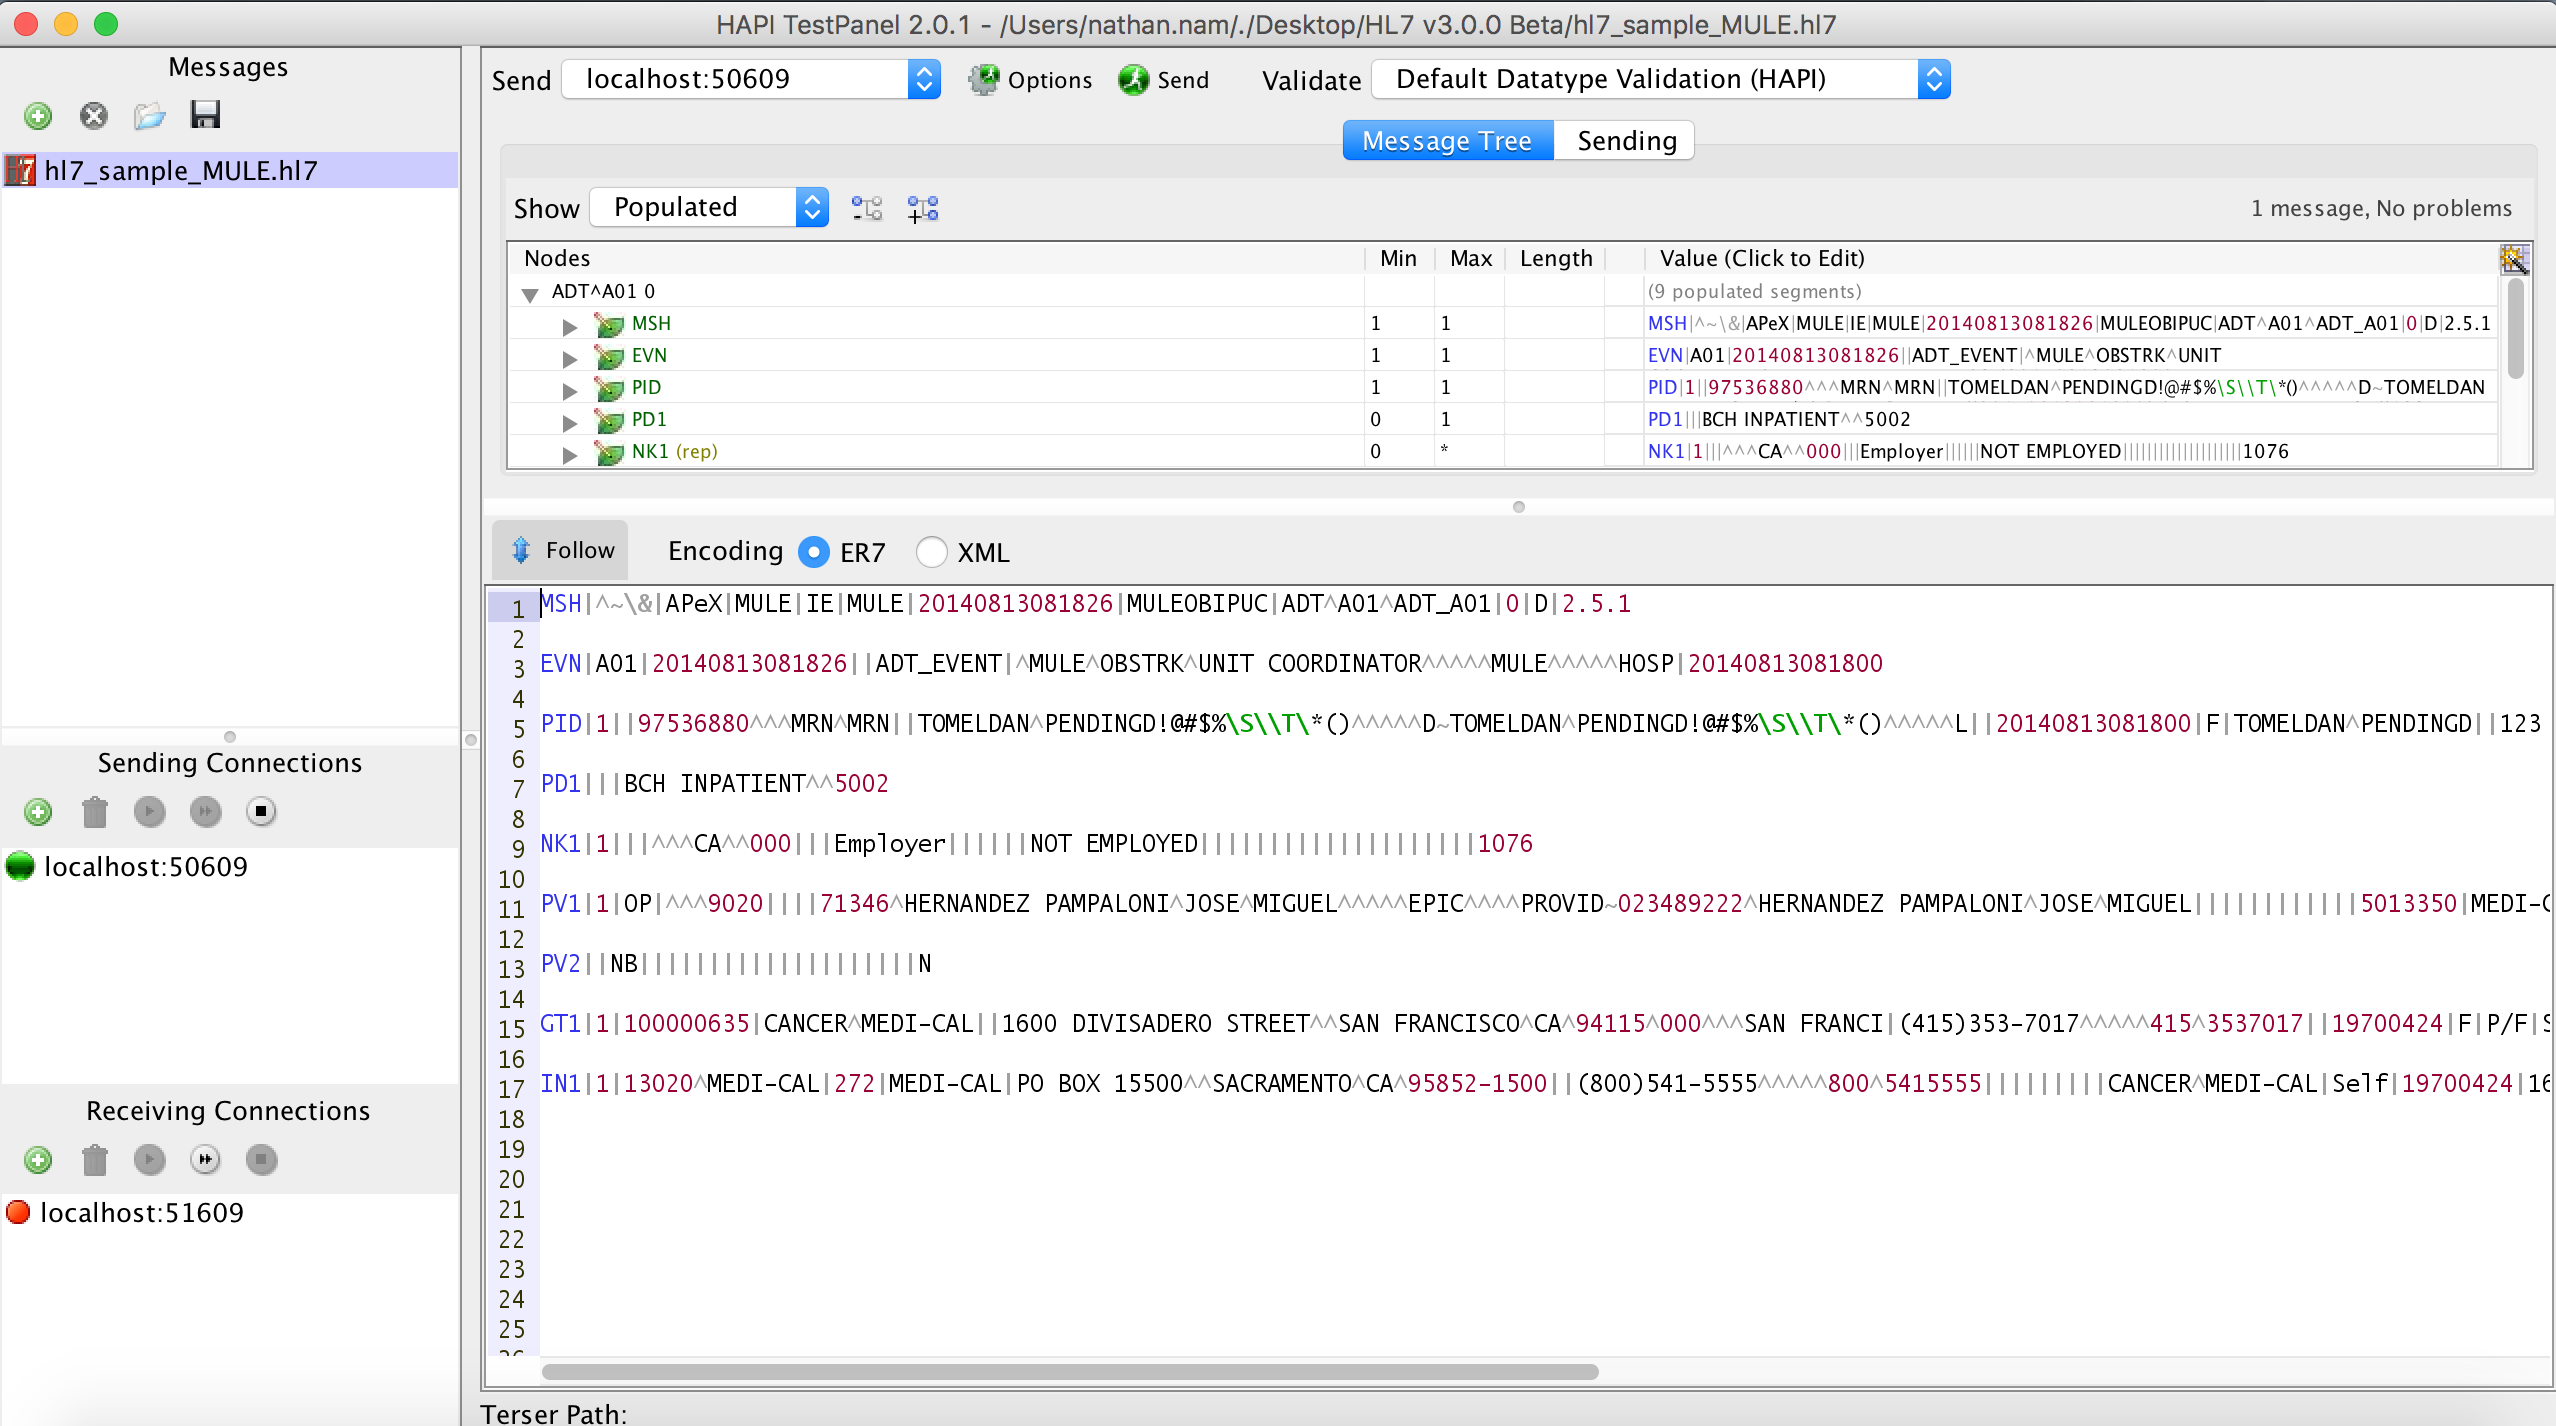 HAPI TestPanel 2.0.1 - /Users/nathan.nam/./Desktop/HL7 v3.0.0 Beta/hl7_sample_MULE.hl7
Messages
hl7_sample_MULE.hl7
Sending Connections
localhost:50609
Receiving Connections
localhost:51609
Send localhost:50609 Options Send Validate Default Datatype Validation (HAPI)
Message Tree Sending
Show Populated 1 message, No problems
Nodes Min Max Length Value (Click to Edit)
ADT^A01 0 (9 populated segments)
MSH 1 1 MSH|^~\&|APeX|MULE|IE|MULE|20140813081826|MULEOBIPUC|ADT^A01^ADT_A01|0|D|2.5.1
EVN 1 1 EVN|A01|20140813081826||ADT_EVENT|^MULE^OBSTRK^UNIT
PID 1 1 PID|1||97536880^^^MRN^MRN||TOMELDAN^PENDINGD!@#$%\S\\T\*()^^^^^D~TOMELDAN
PD1 0 1 PD1|||BCH INPATIENT^^5002
NK1 (rep) 0 * NK1|1|||^^^CA^^000|||Employer||||||NOT EMPLOYED||||||||||||||||||||1076
Follow Encoding ER7 XML
1 MSH|^~\&|APeX|MULE|IE|MULE|20140813081826|MULEOBIPUC|ADT^A01^ADT_A01|0|D|2.5.1
2
3 EVN|A01|20140813081826||ADT_EVENT|^MULE^OBSTRK^UNIT COORDINATOR^^^^^MULE^^^^^HOSP|20140813081800
4
5 PID|1||97536880^^^MRN^MRN||TOMELDAN^PENDINGD!@#$%\S\\T\*()^^^^^D~TOMELDAN^PENDINGD!@#$%\S\\T\*()^^^^^L||20140813081800|F|TOMELDAN^PENDINGD||123
6
7 PD1|||BCH INPATIENT^^5002
8
9 NK1|1|||^^^CA^^000|||Employer||||||NOT EMPLOYED||||||||||||||||||||1076
10
11 PV1|1|OP|^^^9020||||71346^HERNANDEZ PAMPALONI^JOSE^MIGUEL^^^^^EPIC^^^^PROVID~023489222^HERNANDEZ PAMPALONI^JOSE^MIGUEL||||||||||||5013350|MEDI-C
12
13 PV2||NB||||||||||||||||||||N
14
15 GT1|1|100000635|CANCER^MEDI-CAL||1600 DIVISADERO STREET^^SAN FRANCISCO^CA^94115^000^^^SAN FRANCI|(415)353-7017^^^^^415^3537017||19700424|F|P/F|S
16
17 IN1|1|13020^MEDI-CAL|272|MEDI-CAL|PO BOX 15500^^SACRAMENTO^CA^95852-1500||(800)541-5555^^^^^800^5415555|||||||||CANCER^MEDI-CAL|Self|19700424|16
18
19
20
21
22
23
24
25
Terser Path: